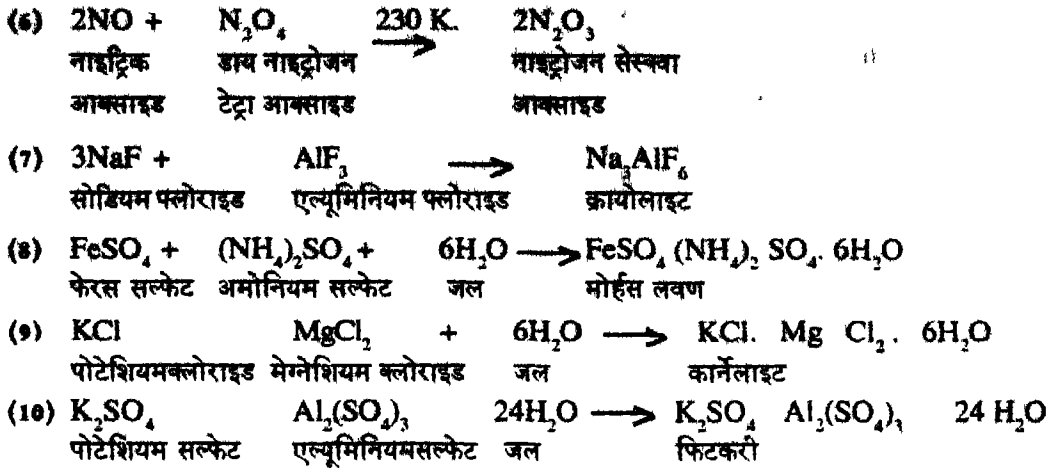 (6) 2NO + N₂O₄ 230 K. → 2N₂O₃
नाइट्रिक डाय नाइट्रोजन नाइट्रोजन सेस्क्वा
आक्साइड टेट्रा आक्साइड आक्साइड
(7) 3NaF + AlF₃ → Na₃AlF₆
सोडियम फ्लोराइड एल्यूमिनियम फ्लोराइड क्रायोलाइट
(8) FeSO₄ + (NH₄)₂SO₄ + 6H₂O → FeSO₄ (NH₄)₂ SO₄. 6H₂O
फेरस सल्फेट अमोनियम सल्फेट जल मोर्हस लवण
(9) KCl MgCl₂ + 6H₂O → KCl. Mg Cl₂. 6H₂O
पोटेशियमक्लोराइड मेग्नेशियम क्लोराइड जल कार्नेलाइट
(10) K₂SO₄ Al₂(SO₄)₃ 24H₂O → K₂SO₄ Al₂(SO₄)₃ 24 H₂O
पोटेशियम सल्फेट एल्यूमिनियमसल्फेट जल फिटकरी